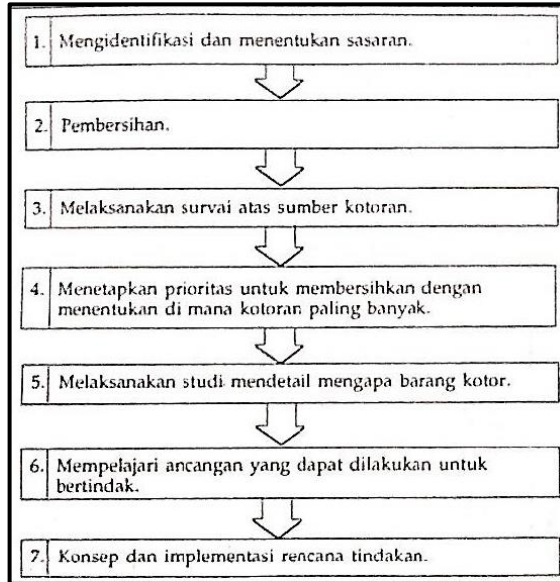 1. Mengidentifikasi dan menentukan sasaran.
2. Pembersihan.
3. Melaksanakan survai atas sumber kotoran.
4. Menetapkan prioritas untuk membersihkan dengan
menentukan di mana kotoran paling banyak.
5. Melaksanakan studi mendetail mengapa barang kotor.
6. Mempelajari ancangan yang dapat dilakukan untuk
bertindak.
7. Konsep dan implementasi rencana tindakan.